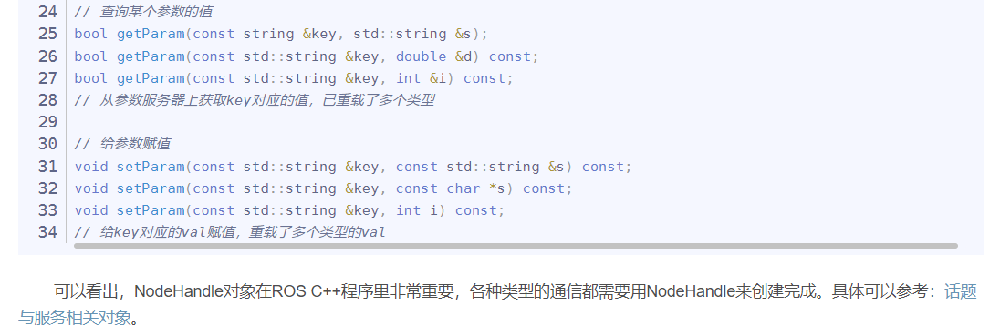 24 // 查询某个参数的值
25 bool getParam(const string &key, std::string &s);
26 bool getParam(const std::string &key, double &d) const;
27 bool getParam(const std::string &key, int &i) const;
28 // 从参数服务器上获取key对应的值，已重载了多个类型
29
30 // 给参数赋值
31 void setParam(const std::string &key, const std::string &s) const;
32 void setParam(const std::string &key, const char *s) const;
33 void setParam(const std::string &key, int i) const;
34 // 给key对应的val赋值，重载了多个类型的val
可以看出，NodeHandle对象在ROS C++程序里非常重要，各种类型的通信都需要用NodeHandle来创建完成。具体可以参考：话题
与服务相关对象。